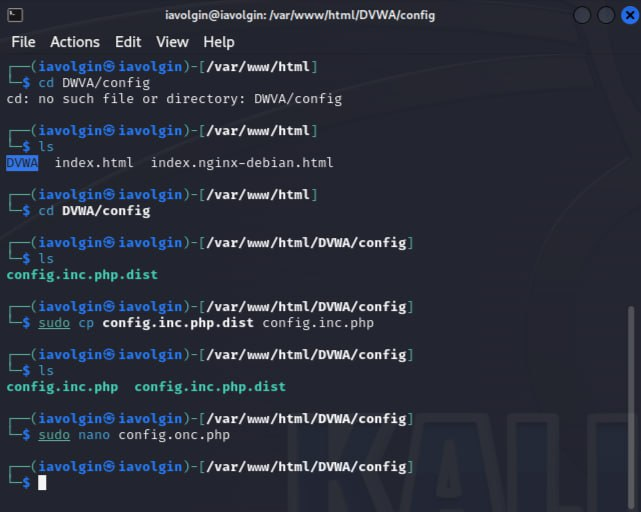 iavolgin@iavolgin: /var/www/html/DVWA/config
File Actions Edit View Help
┌──(iavolgin㉿iavolgin)-[/var/www/html]
└─$ cd DWVA/config
cd: no such file or directory: DWVA/config
┌──(iavolgin㉿iavolgin)-[/var/www/html]
└─$ ls
DVWA index.html index.nginx-debian.html
┌──(iavolgin㉿iavolgin)-[/var/www/html]
└─$ cd DVWA/config
┌──(iavolgin㉿iavolgin)-[/var/www/html/DVWA/config]
└─$ ls
config.inc.php.dist
┌──(iavolgin㉿iavolgin)-[/var/www/html/DVWA/config]
└─$ sudo cp config.inc.php.dist config.inc.php
┌──(iavolgin㉿iavolgin)-[/var/www/html/DVWA/config]
└─$ ls
config.inc.php config.inc.php.dist
┌──(iavolgin㉿iavolgin)-[/var/www/html/DVWA/config]
└─$ sudo nano config.onc.php
┌──(iavolgin㉿iavolgin)-[/var/www/html/DVWA/config]
└─$
KALI